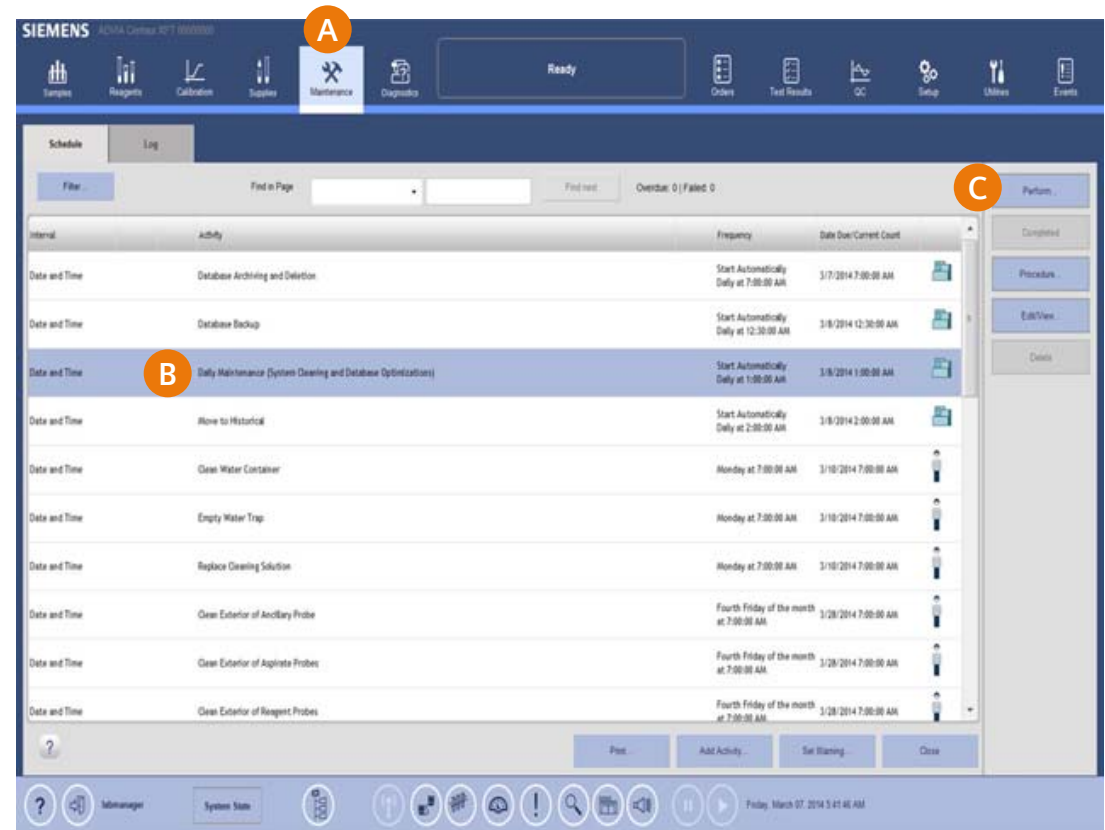 SIEMENS ADVIA Centaur XPT 00000000
A
Samples Reagents Calibration Supplies Maintenance Diagnostics Ready Orders Test Results QC Setup Utilities Events
Schedule Log
Filter... Find in Page Find next Overdue: 0 | Failed: 0 C Perform...
Interval Activity Frequency Date Due/Current Count Completed
Date and Time Database Archiving and Deletion Start Automatically
Daily at 7:00:00 AM 3/7/2014 7:00:00 AM Procedure...
Date and Time Database Backup Start Automatically
Daily at 12:30:00 AM 3/8/2014 12:30:00 AM Edit/View...
Date and Time B Daily Maintenance (System Cleaning and Database Optimizations) Start Automatically
Daily at 1:00:00 AM 3/8/2014 1:00:00 AM Delete
Date and Time Move to Historical Start Automatically
Daily at 2:00:00 AM 3/8/2014 2:00:00 AM
Date and Time Clean Water Container Monday at 7:00:00 AM 3/10/2014 7:00:00 AM
Date and Time Empty Water Trap Monday at 7:00:00 AM 3/10/2014 7:00:00 AM
Date and Time Replace Cleaning Solution Monday at 7:00:00 AM 3/10/2014 7:00:00 AM
Date and Time Clean Exterior of Ancillary Probe Fourth Friday of the month
at 7:00:00 AM 3/28/2014 7:00:00 AM
Date and Time Clean Exterior of Aspirate Probes Fourth Friday of the month
at 7:00:00 AM 3/28/2014 7:00:00 AM
Date and Time Clean Exterior of Reagent Probes Fourth Friday of the month
at 7:00:00 AM 3/28/2014 7:00:00 AM
? Print... Add Activity... Set Warning... Close
? labmanager System State ! Friday, March 07, 2014 5:41:46 AM